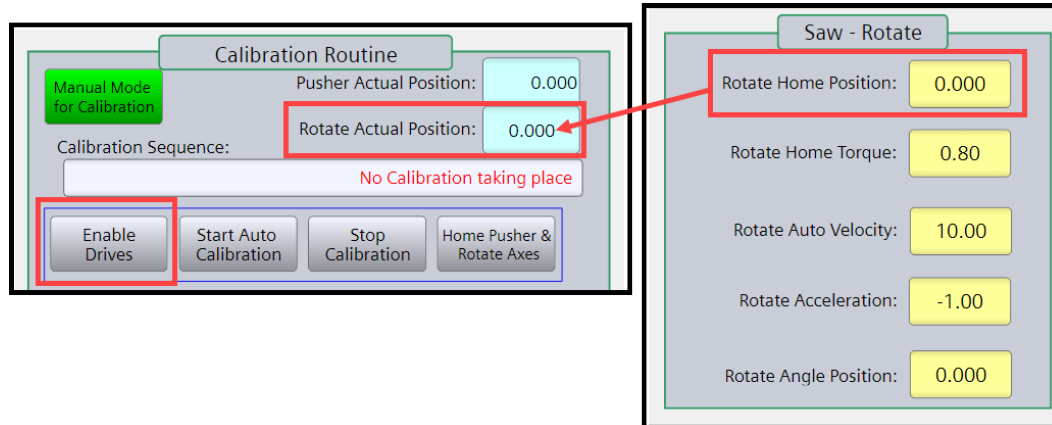 Calibration Routine
Manual Mode
for Calibration
Pusher Actual Position: 0.000
Rotate Actual Position: 0.000
Calibration Sequence:
No Calibration taking place
Enable
Drives
Start Auto
Calibration
Stop
Calibration
Home Pusher &
Rotate Axes
Saw - Rotate
Rotate Home Position: 0.000
Rotate Home Torque: 0.80
Rotate Auto Velocity: 10.00
Rotate Acceleration: -1.00
Rotate Angle Position: 0.000